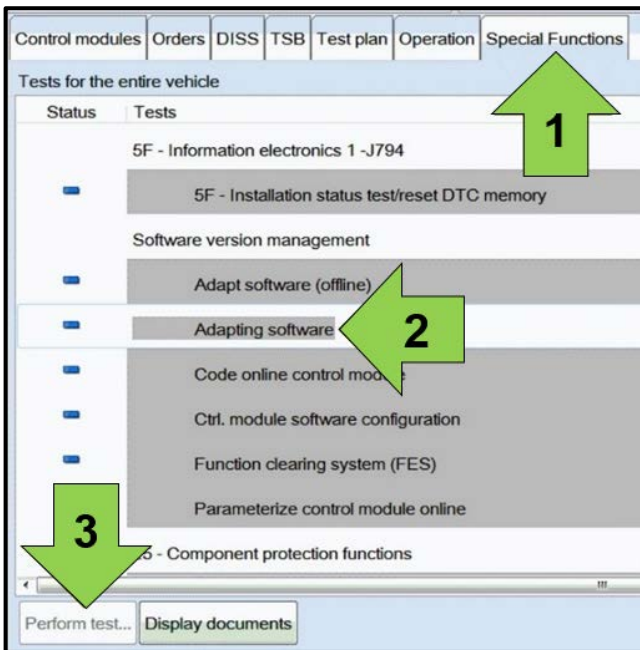 Control modules Orders DISS TSB Test plan Operation Special Functions
Tests for the entire vehicle
Status Tests
1
5F - Information electronics 1 -J794
5F - Installation status test/reset DTC memory
Software version management
Adapt software (offline)
Adapting software
2
Code online control module
Ctrl. module software configuration
Function clearing system (FES)
Parameterize control module online
3
5 - Component protection functions
Perform test... Display documents